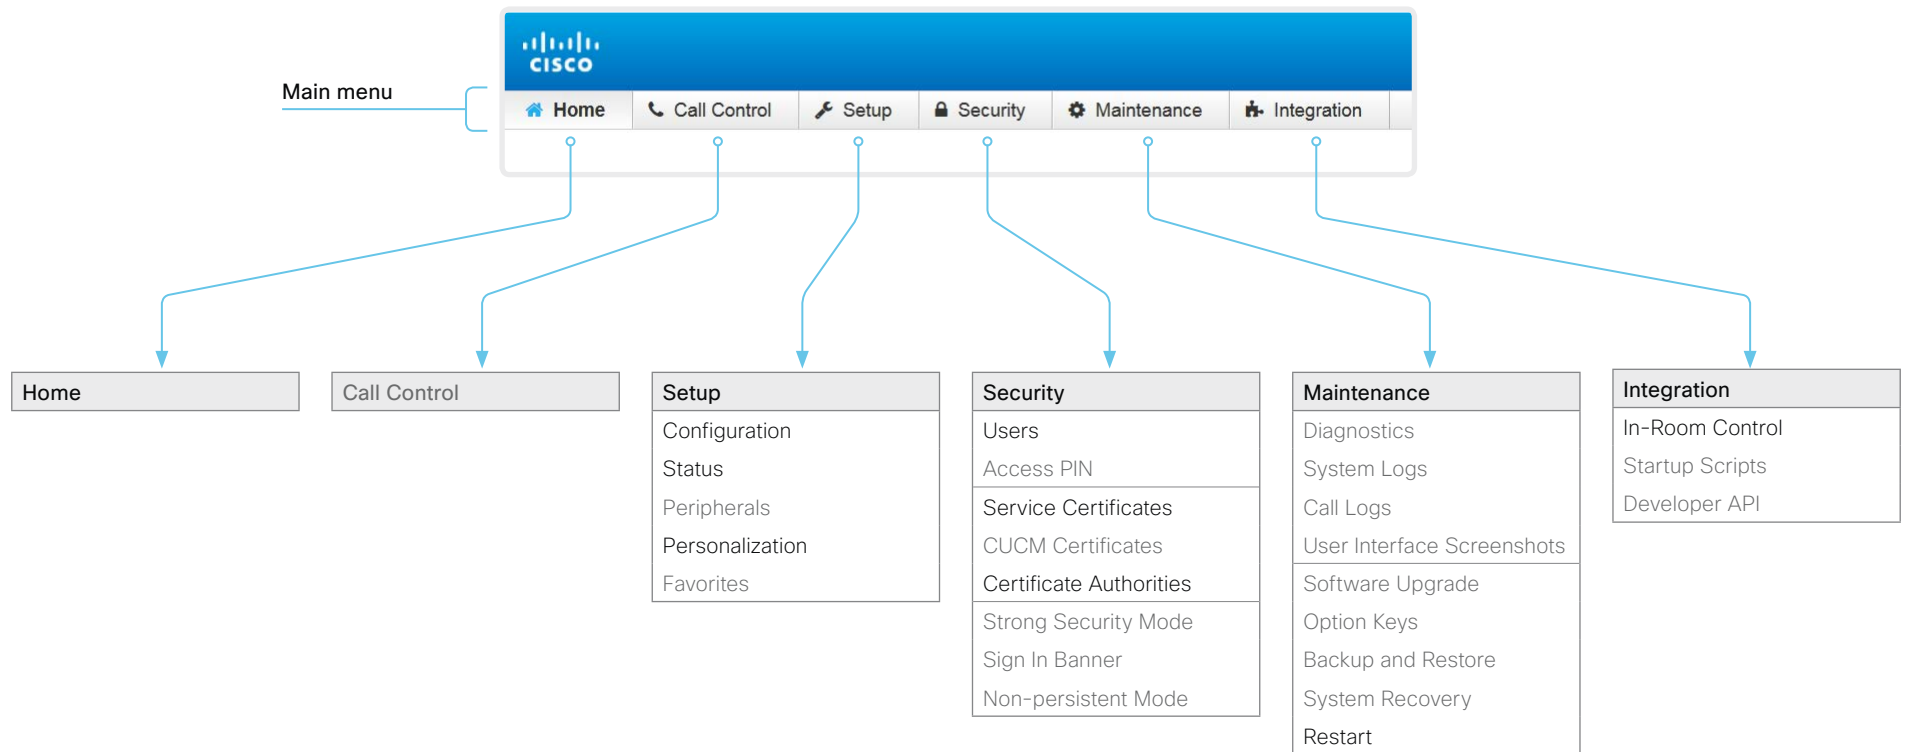 CISCO
Main menu
Home Call Control Setup Security Maintenance Integration
Home
Call Control
Setup
Configuration
Status
Peripherals
Personalization
Favorites
Security
Users
Access PIN
Service Certificates
CUCM Certificates
Certificate Authorities
Strong Security Mode
Sign In Banner
Non-persistent Mode
Maintenance
Diagnostics
System Logs
Call Logs
User Interface Screenshots
Software Upgrade
Option Keys
Backup and Restore
System Recovery
Restart
Integration
In-Room Control
Startup Scripts
Developer API